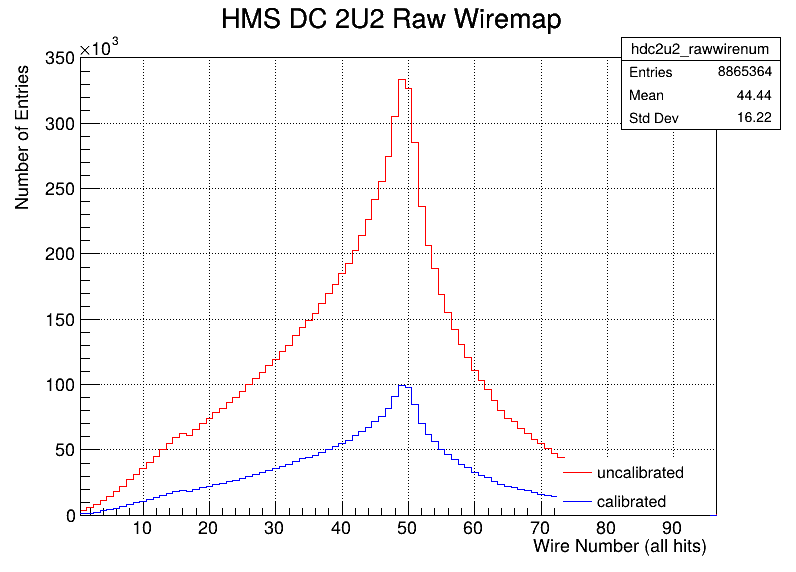 HMS DC 2U2 Raw Wiremap
×10³
hdc2u2_rawwirenum
Entries 8865364
Mean 44.44
Std Dev 16.22
Number of Entries
350
300
250
200
150
100
50
0
uncalibrated
calibrated
10 20 30 40 50 60 70 80 90
Wire Number (all hits)